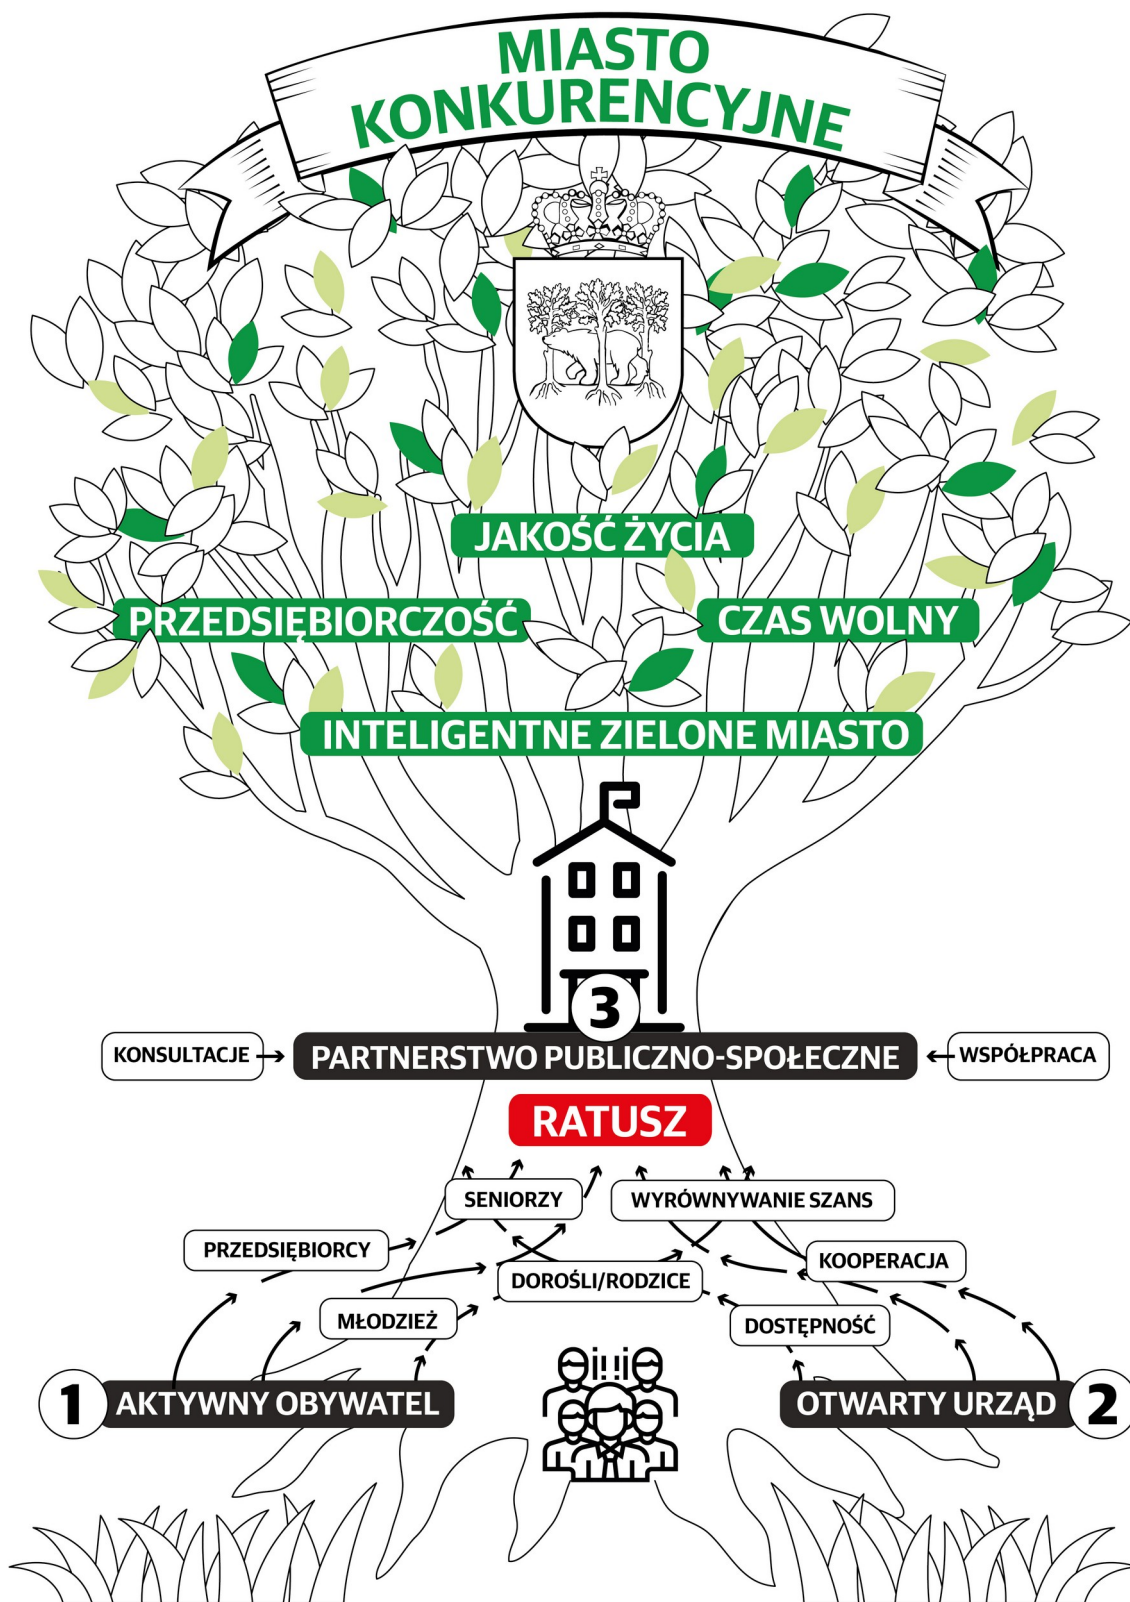 MIASTO
KONKURENCYJNE
JAKOŚĆ ŻYCIA
PRZEDSIĘBIORCZOŚĆ
CZAS WOLNY
INTELIGENTNE ZIELONE MIASTO
3
KONSULTACJE
PARTNERSTWO PUBLICZNO-SPOŁECZNE
WSPÓŁPRACA
RATUSZ
SENIORZY
WYRÓWNYWANIE SZANS
PRZEDSIĘBIORCY
KOOPERACJA
DOROŚLI/RODZICE
MŁODZIEŻ
DOSTĘPNOŚĆ
1
AKTYWNY OBYWATEL
OTWARTY URZĄD
2